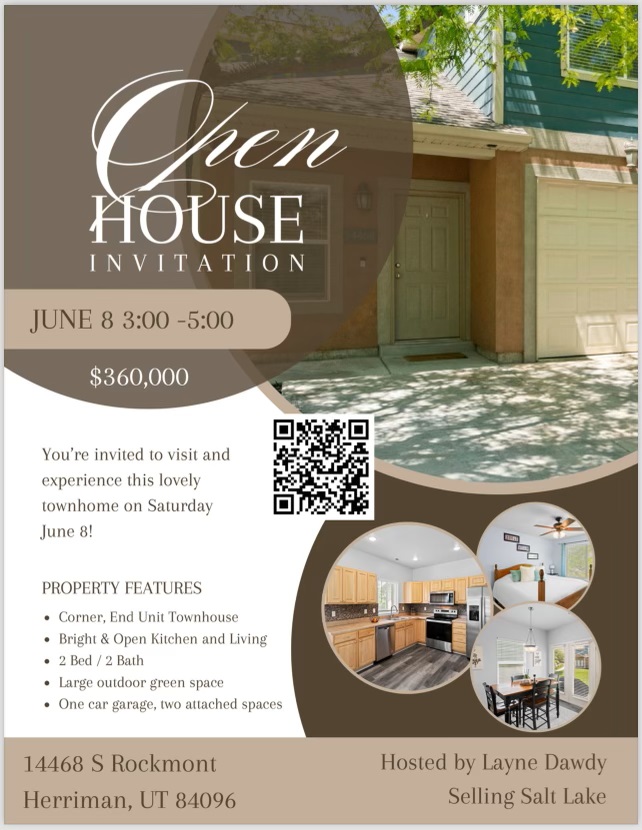 Open
HOUSE
INVITATION
JUNE 8 3:00 -5:00
$360,000
You’re invited to visit and
experience this lovely
townhome on Saturday
June 8!
PROPERTY FEATURES
• Corner, End Unit Townhouse
• Bright & Open Kitchen and Living
• 2 Bed / 2 Bath
• Large outdoor green space
• One car garage, two attached spaces
14468 S Rockmont
Herriman, UT 84096
Hosted by Layne Dawdy
Selling Salt Lake